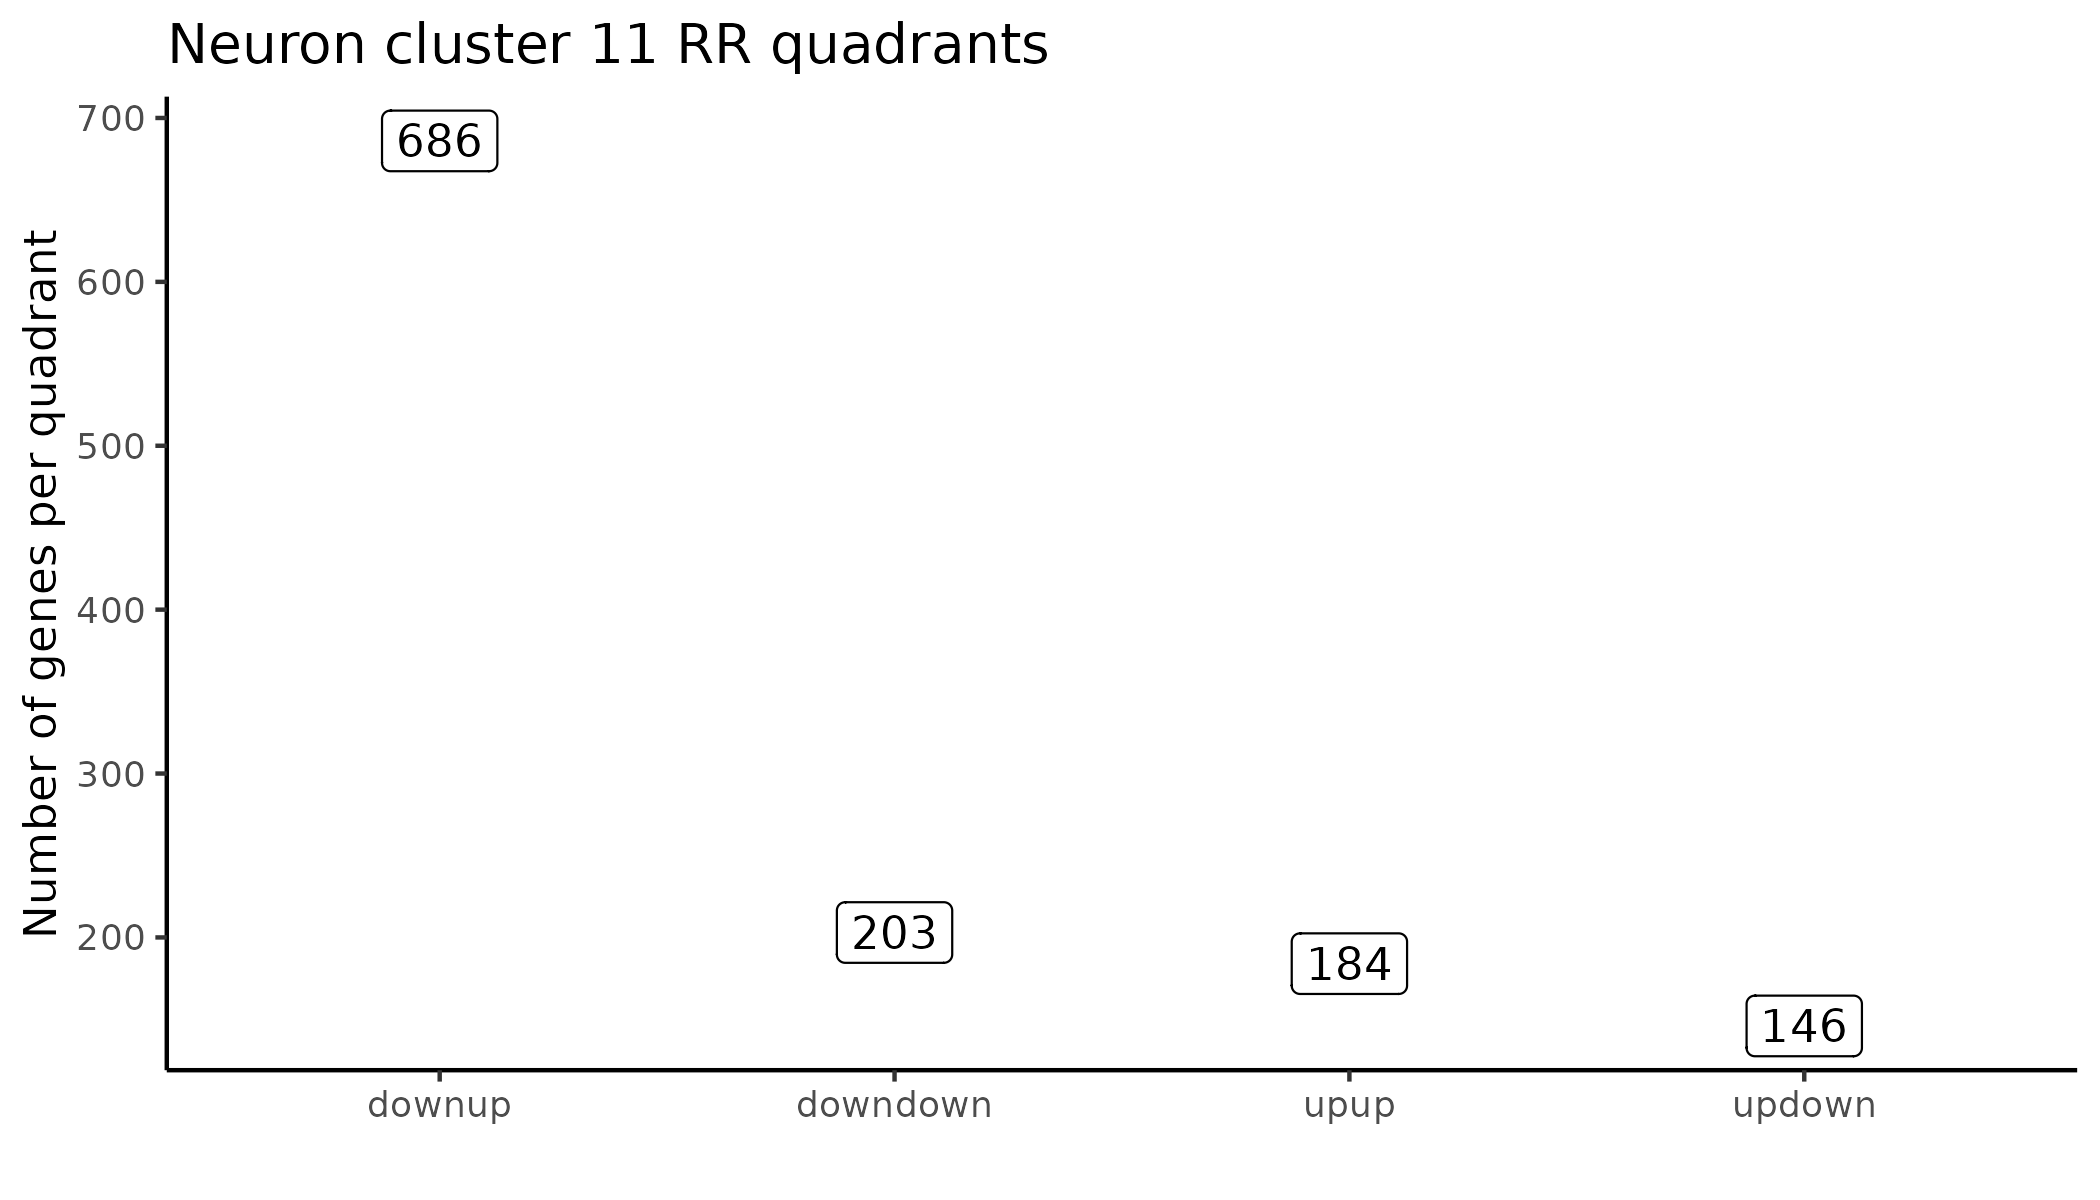 Neuron cluster 11 RR quadrants
Number of genes per quadrant
700
600
500
400
300
200
686
203
184
146
downup
downdown
upup
updown